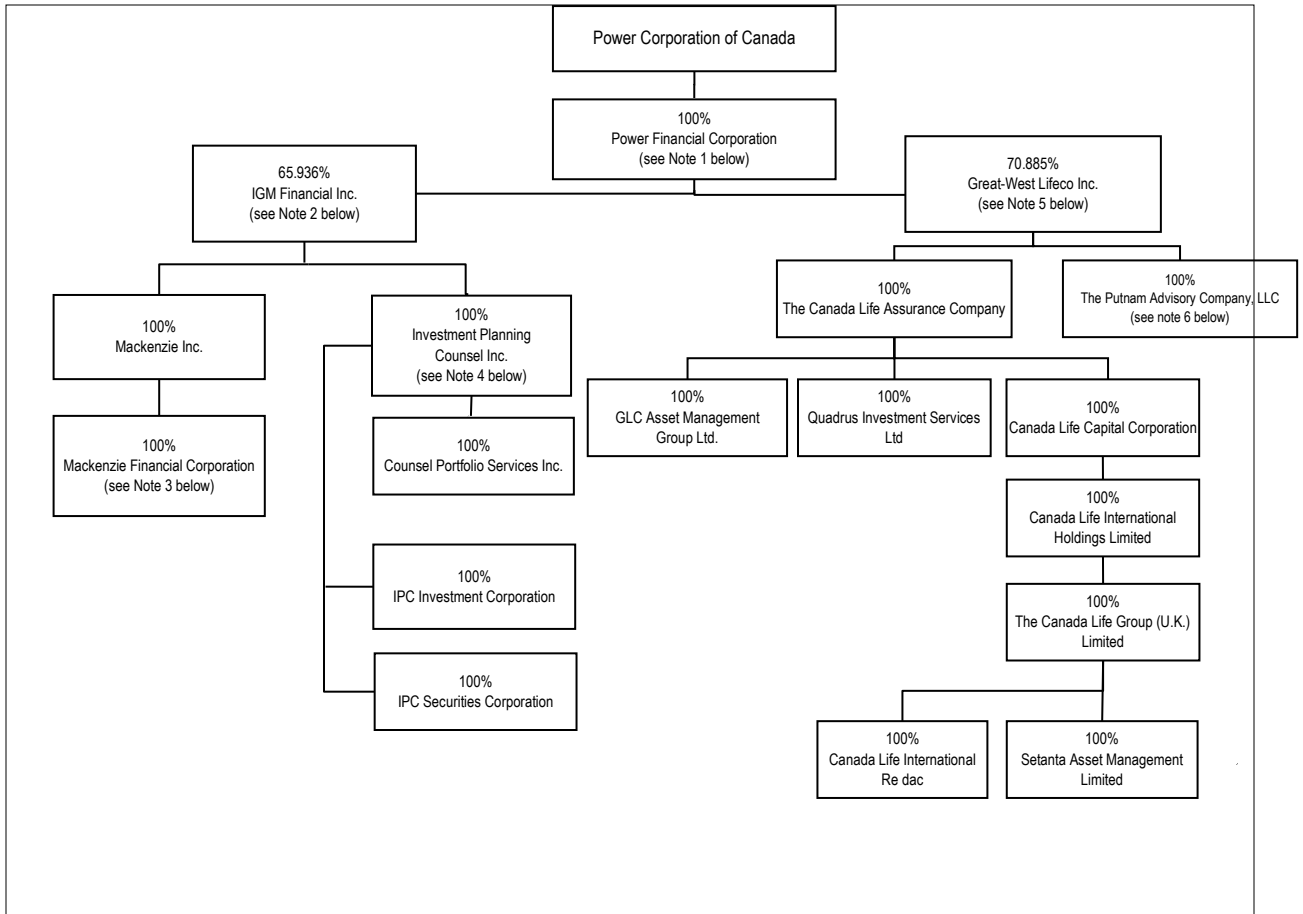 Power Corporation of Canada
100%
Power Financial Corporation
(see Note 1 below)
65.936%
IGM Financial Inc.
(see Note 2 below)
70.885%
Great-West Lifeco Inc.
(see Note 5 below)
100%
Mackenzie Inc.
100%
Investment Planning
Counsel Inc.
(see Note 4 below)
100%
The Canada Life Assurance Company
100%
The Putnam Advisory Company, LLC
(see note 6 below)
100%
Mackenzie Financial Corporation
(see Note 3 below)
100%
Counsel Portfolio Services Inc.
100%
GLC Asset Management
Group Ltd.
100%
Quadrus Investment Services
Ltd
100%
Canada Life Capital Corporation
100%
Canada Life International
Holdings Limited
100%
IPC Investment Corporation
100%
The Canada Life Group (U.K.)
Limited
100%
IPC Securities Corporation
100%
Canada Life International
Re dac
100%
Setanta Asset Management
Limited